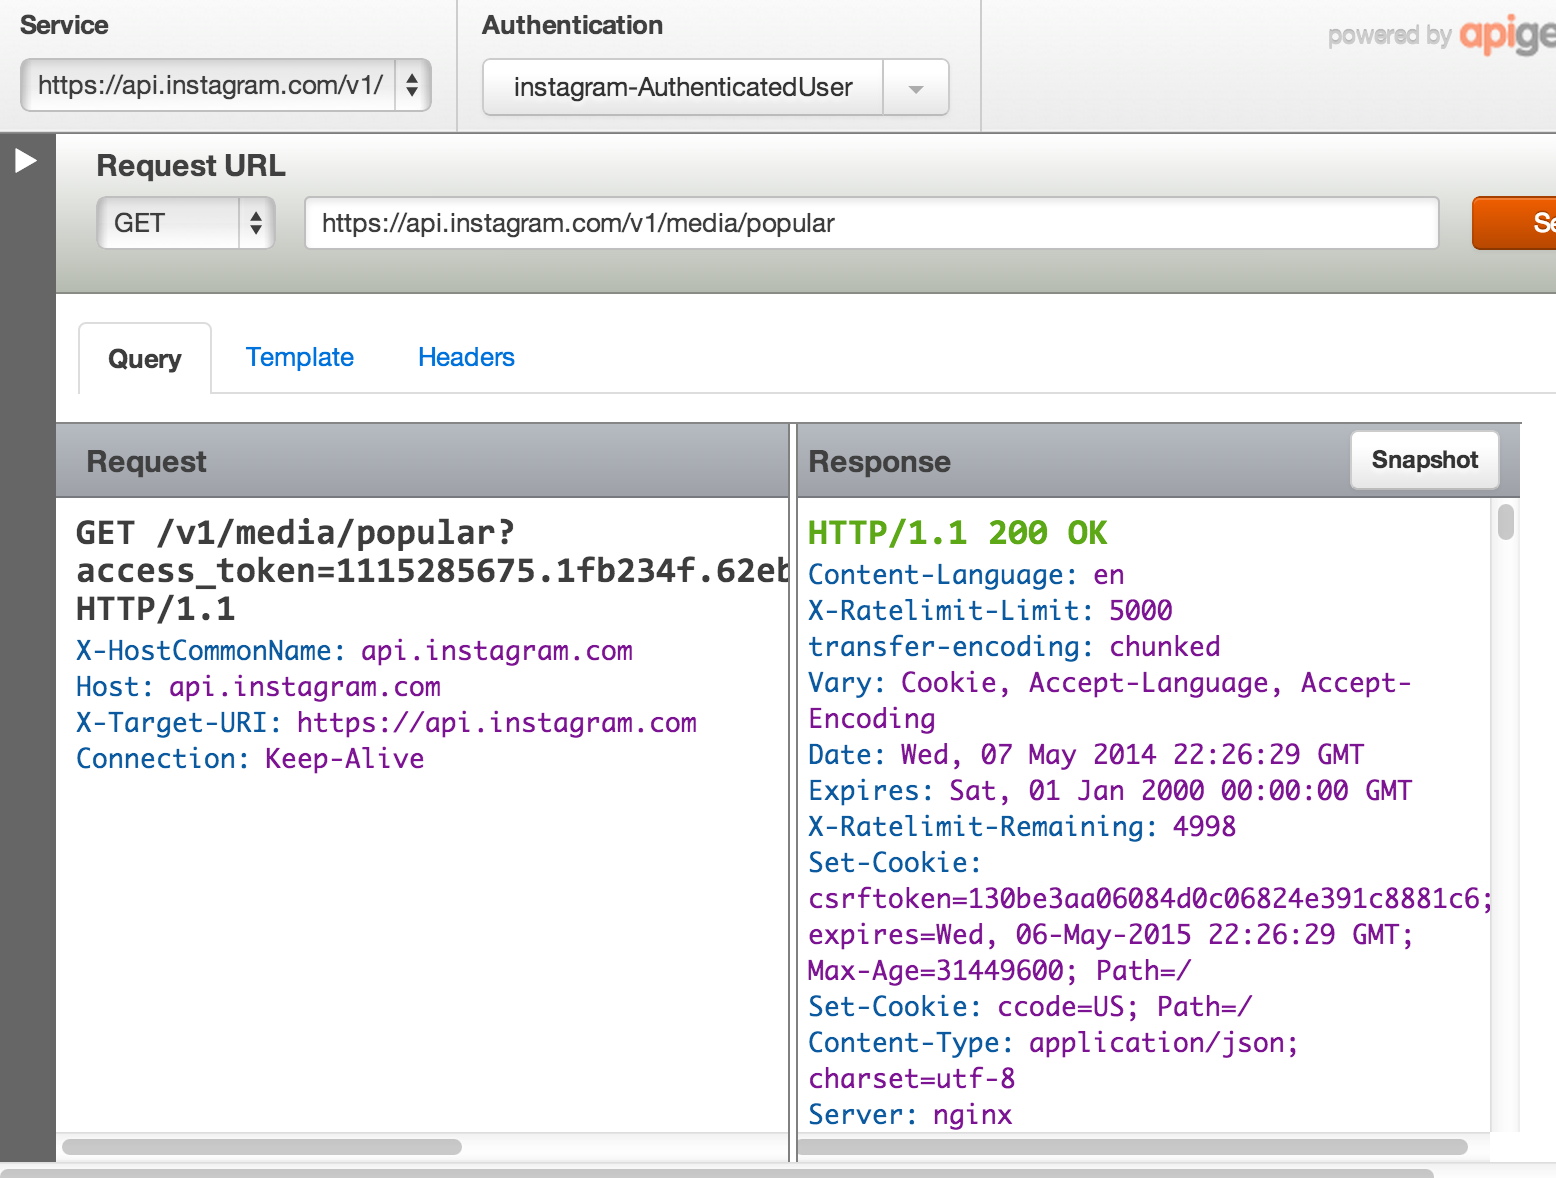 Service
Authentication
powered by apige
https://api.instagram.com/v1/
instagram-AuthenticatedUser
Request URL
GET
https://api.instagram.com/v1/media/popular
Se
Query
Template
Headers
Request
GET /v1/media/popular?
access_token=1115285675.1fb234f.62eb
HTTP/1.1
X-HostCommonName: api.instagram.com
Host: api.instagram.com
X-Target-URI: https://api.instagram.com
Connection: Keep-Alive
Response
Snapshot
HTTP/1.1 200 OK
Content-Language: en
X-Ratelimit-Limit: 5000
transfer-encoding: chunked
Vary: Cookie, Accept-Language, Accept-
Encoding
Date: Wed, 07 May 2014 22:26:29 GMT
Expires: Sat, 01 Jan 2000 00:00:00 GMT
X-Ratelimit-Remaining: 4998
Set-Cookie:
csrftoken=130be3aa06084d0c06824e391c8881c6;
expires=Wed, 06-May-2015 22:26:29 GMT;
Max-Age=31449600; Path=/
Set-Cookie: ccode=US; Path=/
Content-Type: application/json;
charset=utf-8
Server: nginx